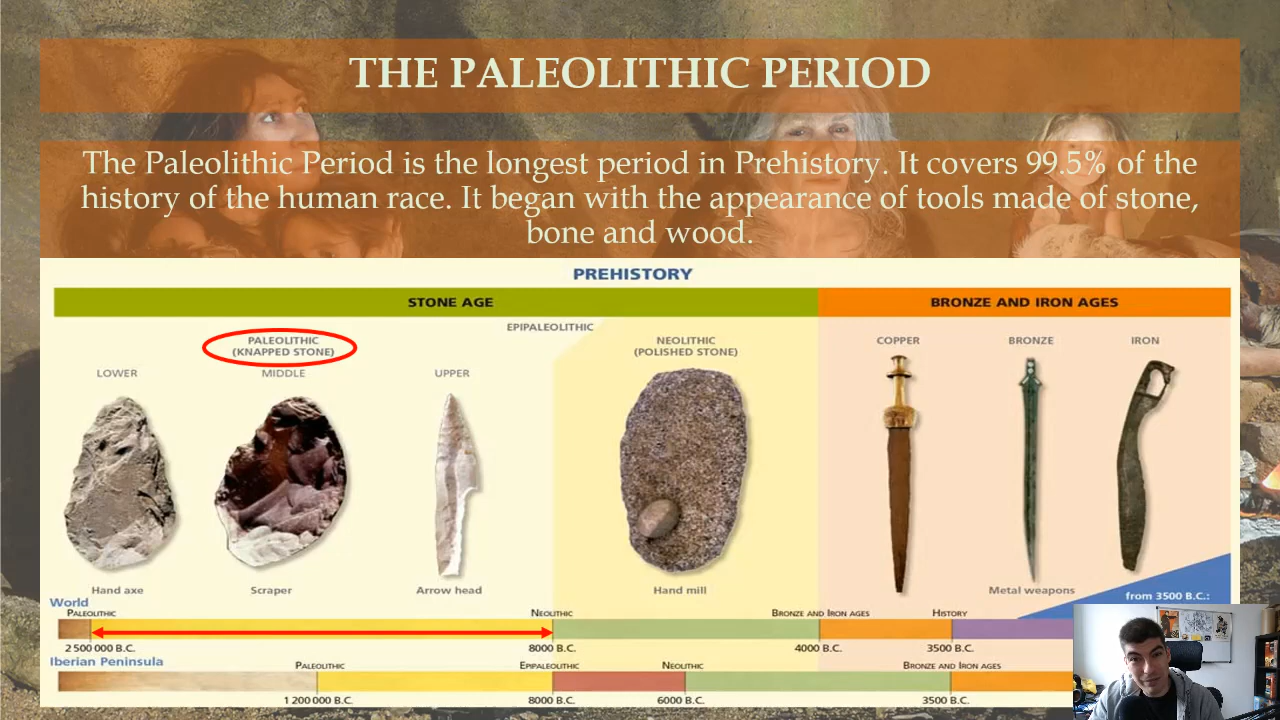 THE PALEOLITHIC PERIOD
The Paleolithic Period is the longest period in Prehistory. It covers 99.5% of the
history of the human race. It began with the appearance of tools made of stone,
bone and wood.
PREHISTORY
STONE AGE
BRONZE AND IRON AGES
EPIPALEOLITHIC
PALEOLITHIC
(KNAPPED STONE)
NEOLITHIC
(POLISHED STONE)
COPPER
BRONZE
IRON
LOWER
MIDDLE
UPPER
Hand axe
Scraper
Arrow head
Hand mill
Metal weapons
from 3500 B.C.:
World
PALEOLITHIC
NEOLITHIC
BRONZE AND IRON AGES
HISTORY
2 500 000 B.C.
8000 B.C.
4000 B.C.
3500 B.C.
Iberian Peninsula
PALEOLITHIC
EPIPALEOLITHIC
NEOLITHIC
BRONZE AND IRON AGES
1 200 000 B.C.
8000 B.C.
6000 B.C.
3500 B.C.